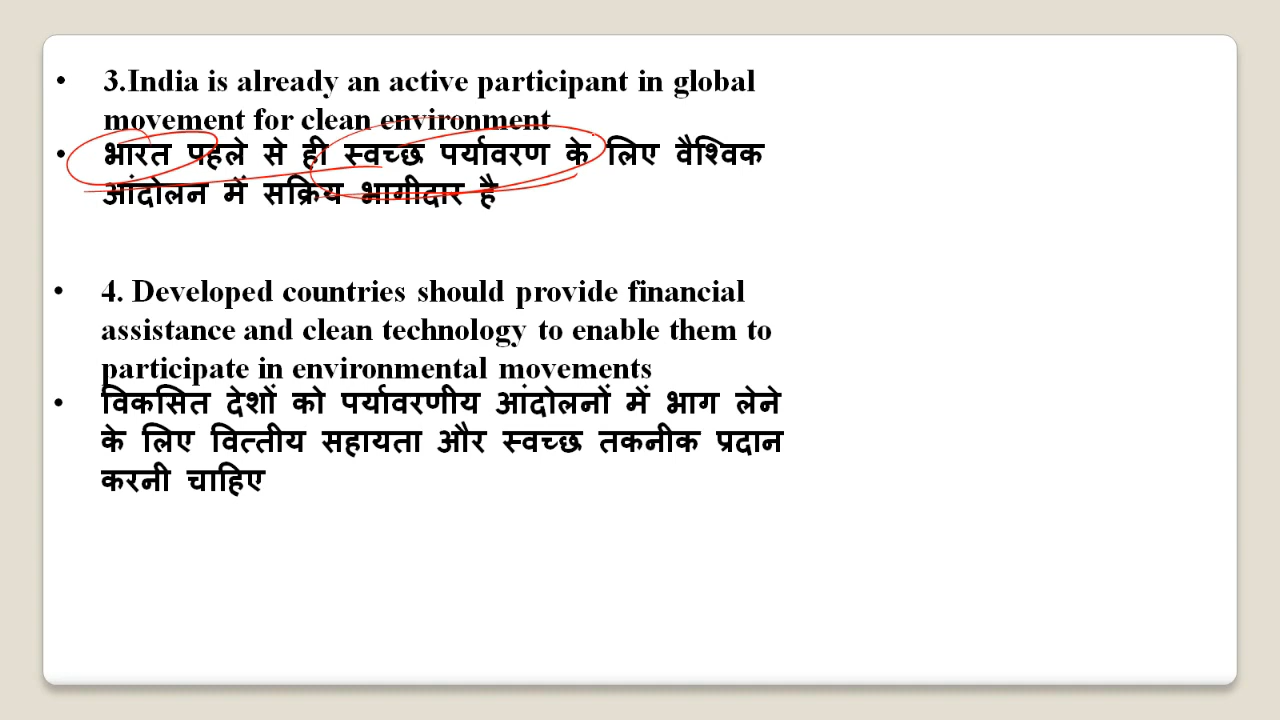 • 3.India is already an active participant in global
movement for clean environment
• भारत पहले से ही स्वच्छ पर्यावरण के लिए वैश्विक
आंदोलन में सक्रिय भागीदार है
• 4. Developed countries should provide financial
assistance and clean technology to enable them to
participate in environmental movements
• विकसित देशों को पर्यावरणीय आंदोलनों में भाग लेने
के लिए वित्तीय सहायता और स्वच्छ तकनीक प्रदान
करनी चाहिए